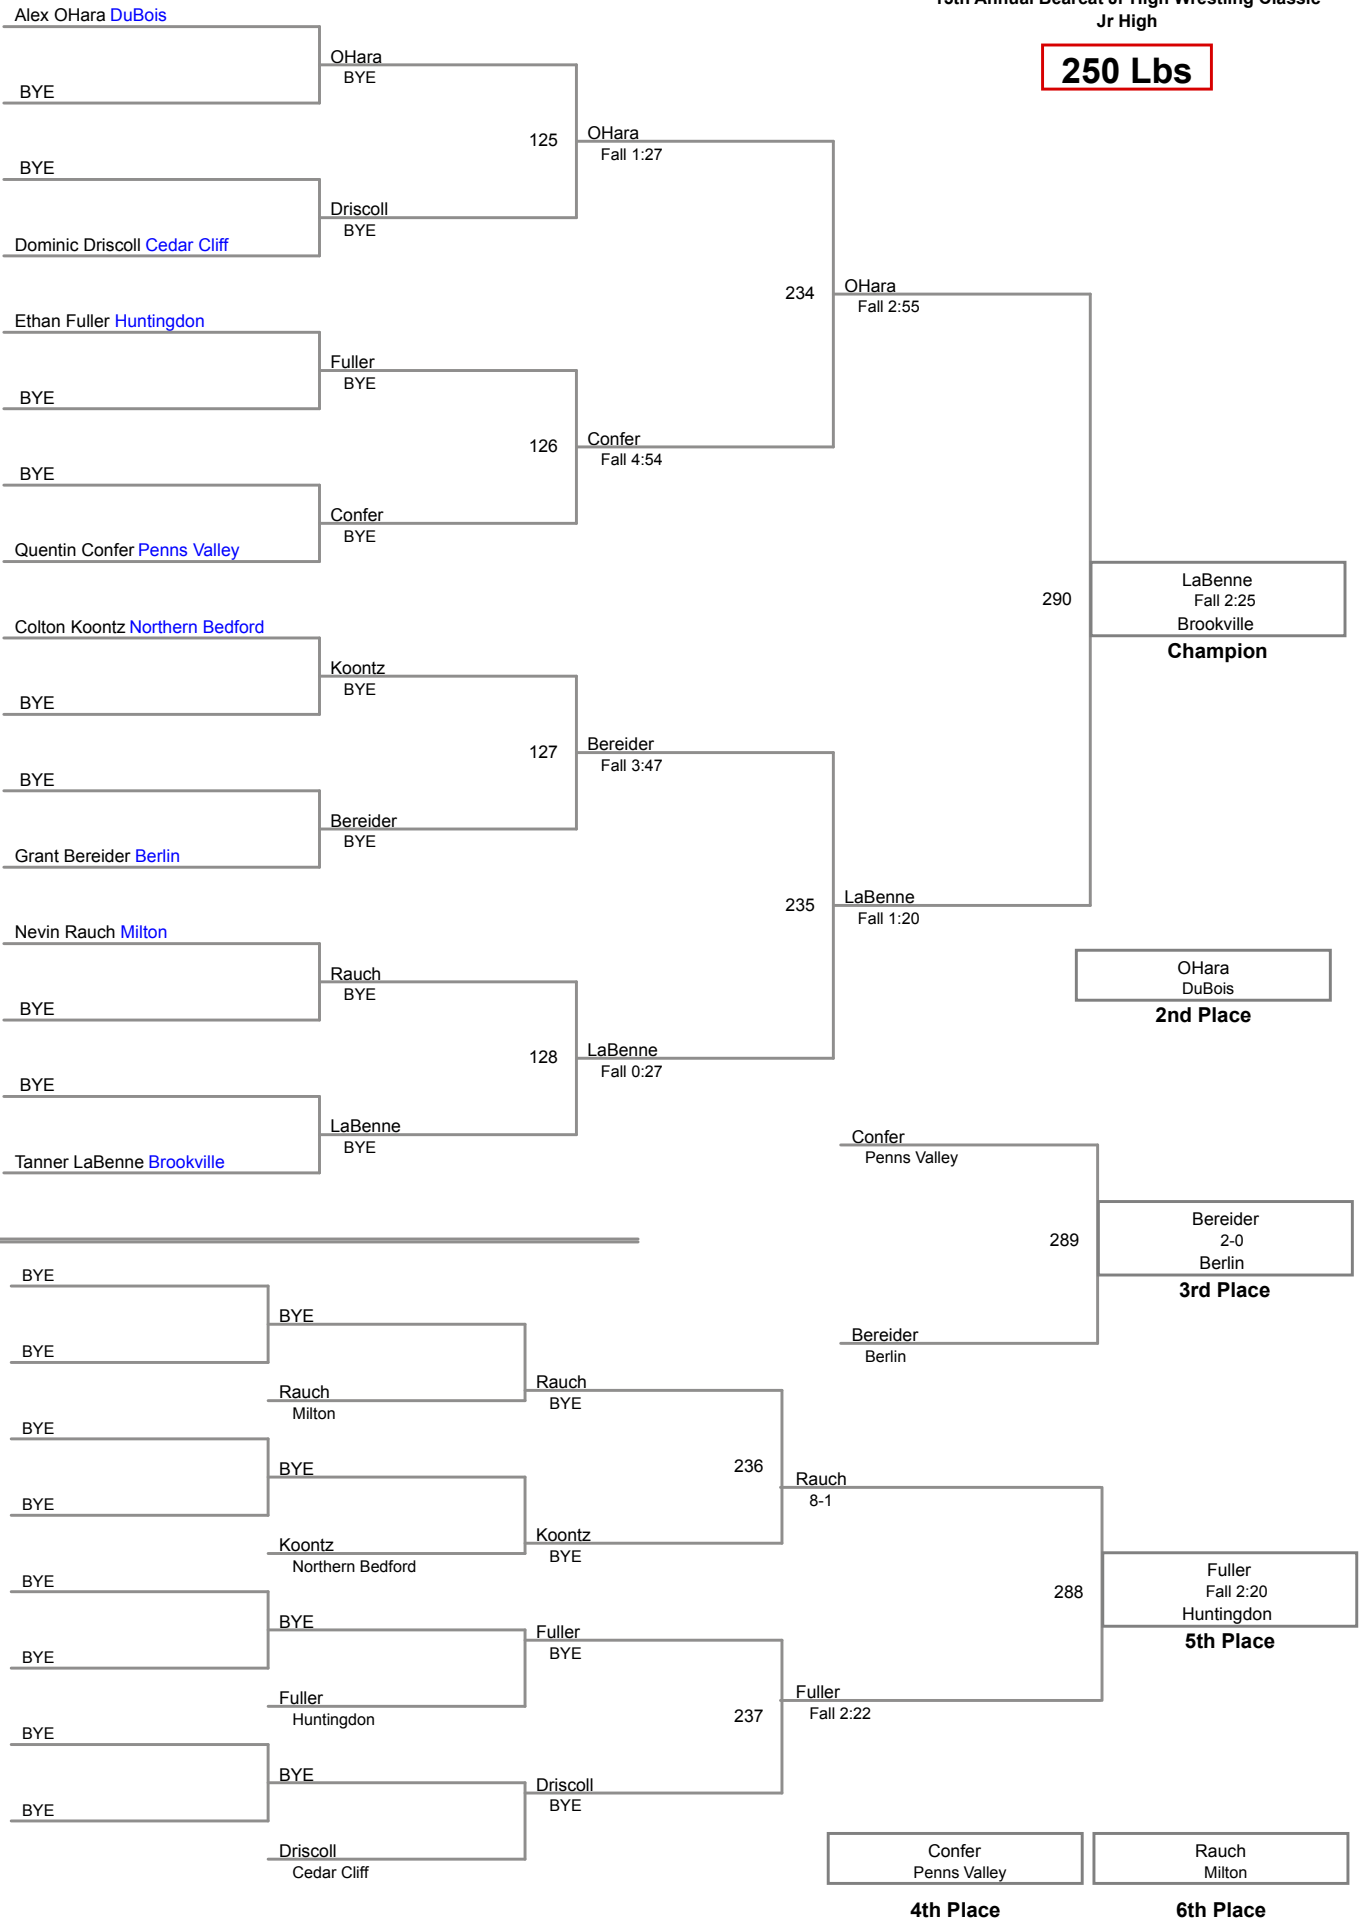 15th Annual Bearcat Jr High Wrestling Classic
Jr High
250 Lbs
Alex OHara DuBois
BYE
BYE
Dominic Driscoll Cedar Cliff
Ethan Fuller Huntingdon
BYE
BYE
Quentin Confer Penns Valley
Colton Koontz Northern Bedford
BYE
BYE
Grant Bereider Berlin
Nevin Rauch Milton
BYE
BYE
Tanner LaBenne Brookville
OHara
BYE
Driscoll
BYE
Fuller
BYE
Confer
BYE
Koontz
BYE
Bereider
BYE
Rauch
BYE
LaBenne
BYE
125
126
127
128
OHara
Fall 1:27
Confer
Fall 4:54
Bereider
Fall 3:47
LaBenne
Fall 0:27
234
235
OHara
Fall 2:55
LaBenne
Fall 1:20
290
LaBenne
Fall 2:25
Brookville
Champion
OHara
DuBois
2nd Place
Confer
Penns Valley
Bereider
Berlin
289
Bereider
2-0
Berlin
3rd Place
BYE
BYE
BYE
BYE
BYE
BYE
BYE
BYE
BYE
Rauch
Milton
BYE
Koontz
Northern Bedford
BYE
Fuller
Huntingdon
BYE
Driscoll
Cedar Cliff
Rauch
BYE
Koontz
BYE
Fuller
BYE
Driscoll
BYE
236
237
Rauch
8-1
Fuller
Fall 2:22
288
Fuller
Fall 2:20
Huntingdon
5th Place
Confer
Penns Valley
4th Place
Rauch
Milton
6th Place